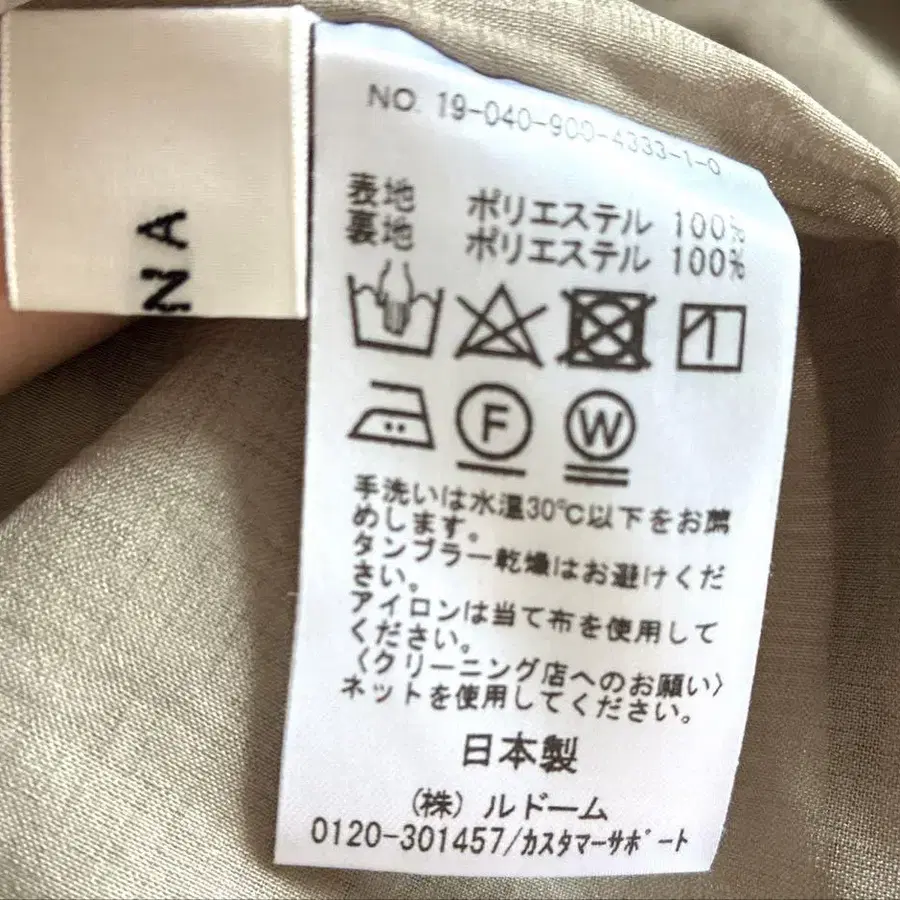 NA
NO. 19-040-900-4333-1-0
表地 ポリエステル 100%
裏地 ポリエステル 100%
F W
手洗いは水温30℃以下をお薦
めします。
タンブラー乾燥はお避けくだ
さい。
アイロンは当て布を使用して
ください。
〈クリーニング店へのお願い〉
ネットを使用してください。
日本製
(株) ルドーム
0120-301457/カスタマーサポート